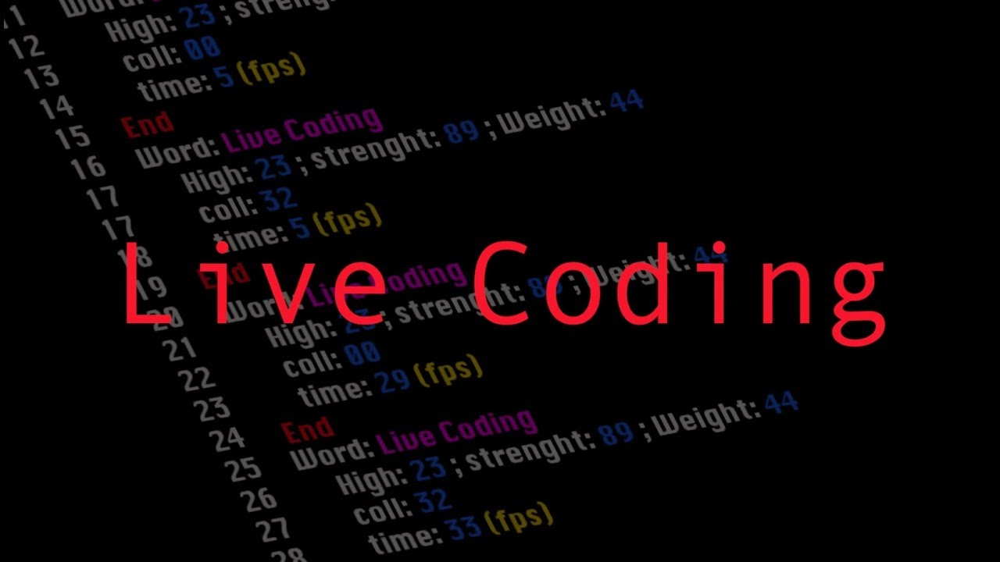 11 Word:
12 High: 23 ; streng
13 coll: 00
14 time: 5 (fps)
15 End
16 Word: Live Coding
17 High: 23 ; strenght: 89 ; Weight: 44
17 coll: 32
18 time: 5 (fps)
19 End
20 Word: Live Coding
21 High: 23 ; strenght: 89 ; Weight: 44
22 coll: 00
23 time: 29 (fps)
24 End
25 Word: Live Coding
26 High: 23 ; strenght: 89 ; Weight: 44
27 coll: 32
28 time: 33 (fps)
Live Coding